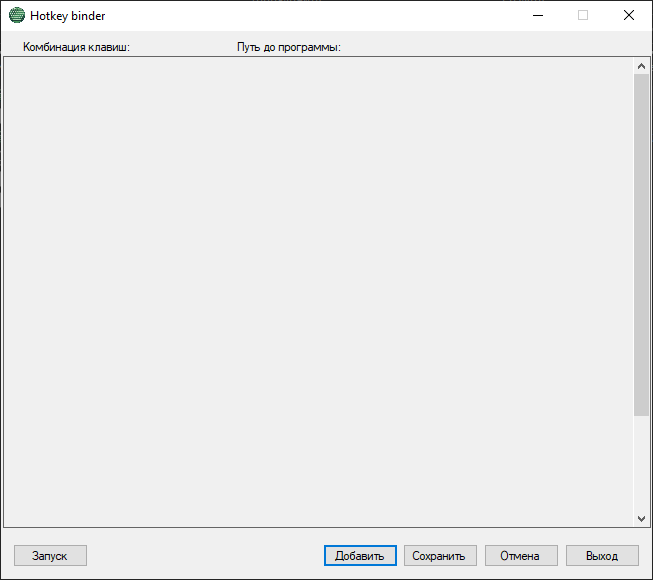 Hotkey binder
Комбинация клавиш: Путь до программы:
Запуск Добавить Сохранить Отмена Выход